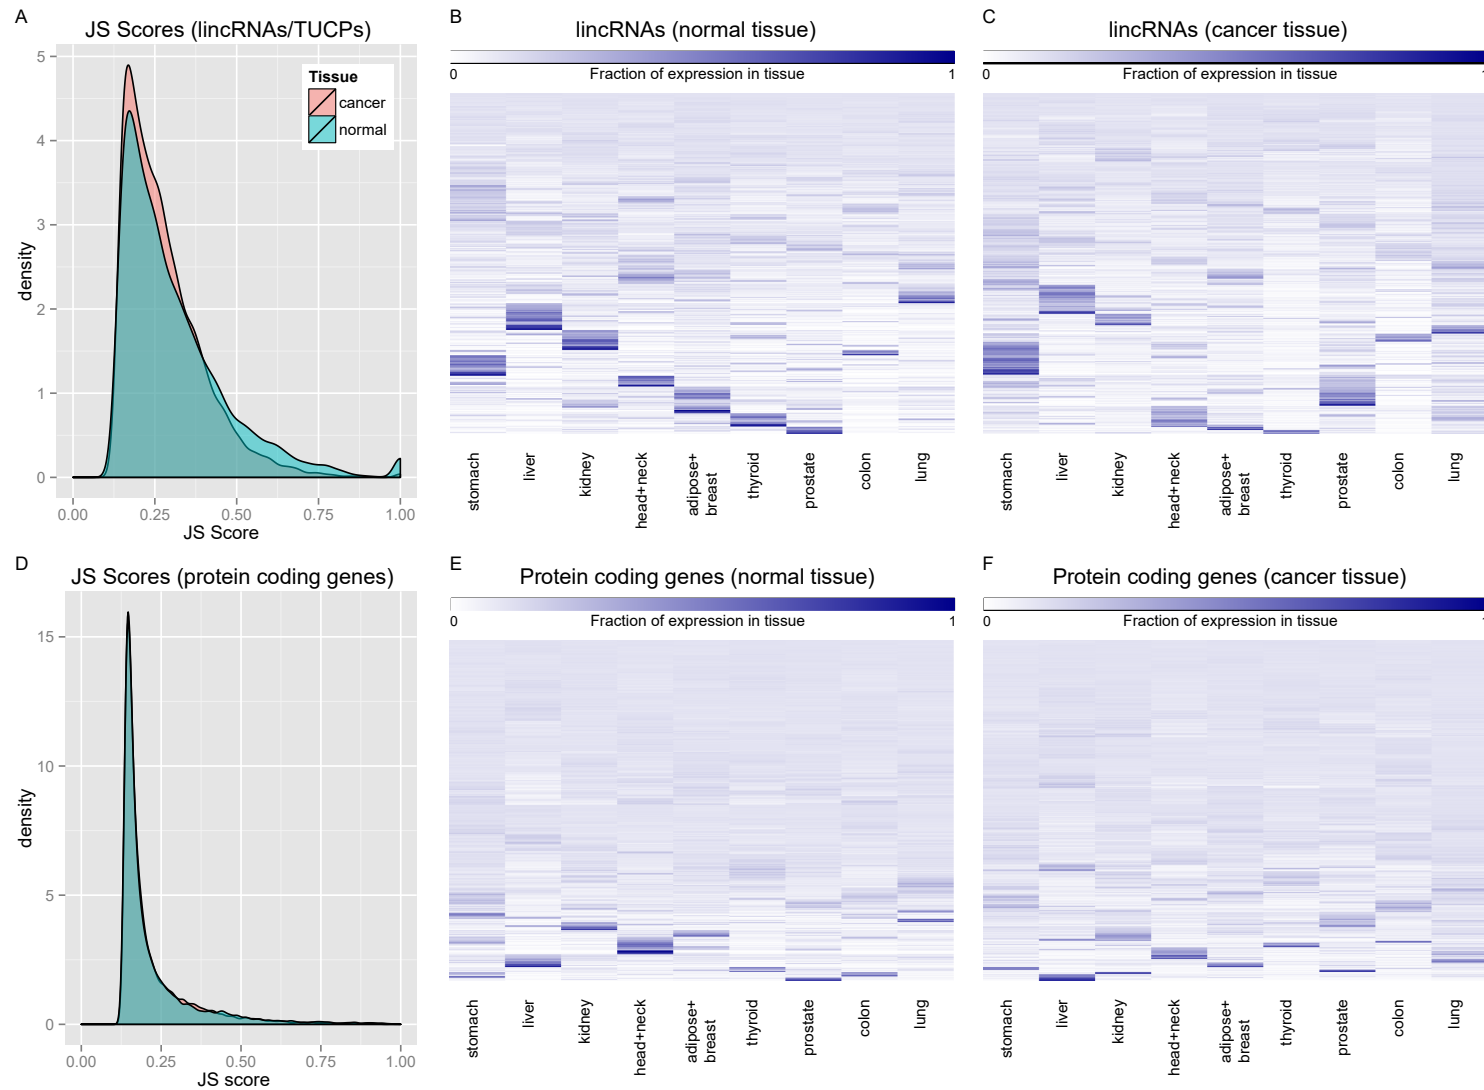 A
JS Scores (lincRNAs/TUCPs)
5
4
3
2
1
0
density
Tissue
cancer
normal
0.00 0.25 0.50 0.75 1.00
JS Score
B
lincRNAs (normal tissue)
0 Fraction of expression in tissue 1
stomach
liver
kidney
head+neck
adipose+
breast
thyroid
prostate
colon
lung
C
lincRNAs (cancer tissue)
0 Fraction of expression in tissue
stomach
liver
kidney
head+neck
adipose+
breast
thyroid
prostate
colon
lung
D
JS Scores (protein coding genes)
15
10
5
0
density
0.00 0.25 0.50 0.75 1.00
JS score
E
Protein coding genes (normal tissue)
0 Fraction of expression in tissue 1
stomach
liver
kidney
head+neck
adipose+
breast
thyroid
prostate
colon
lung
F
Protein coding genes (cancer tissue)
0 Fraction of expression in tissue
stomach
liver
kidney
head+neck
adipose+
breast
thyroid
prostate
colon
lung